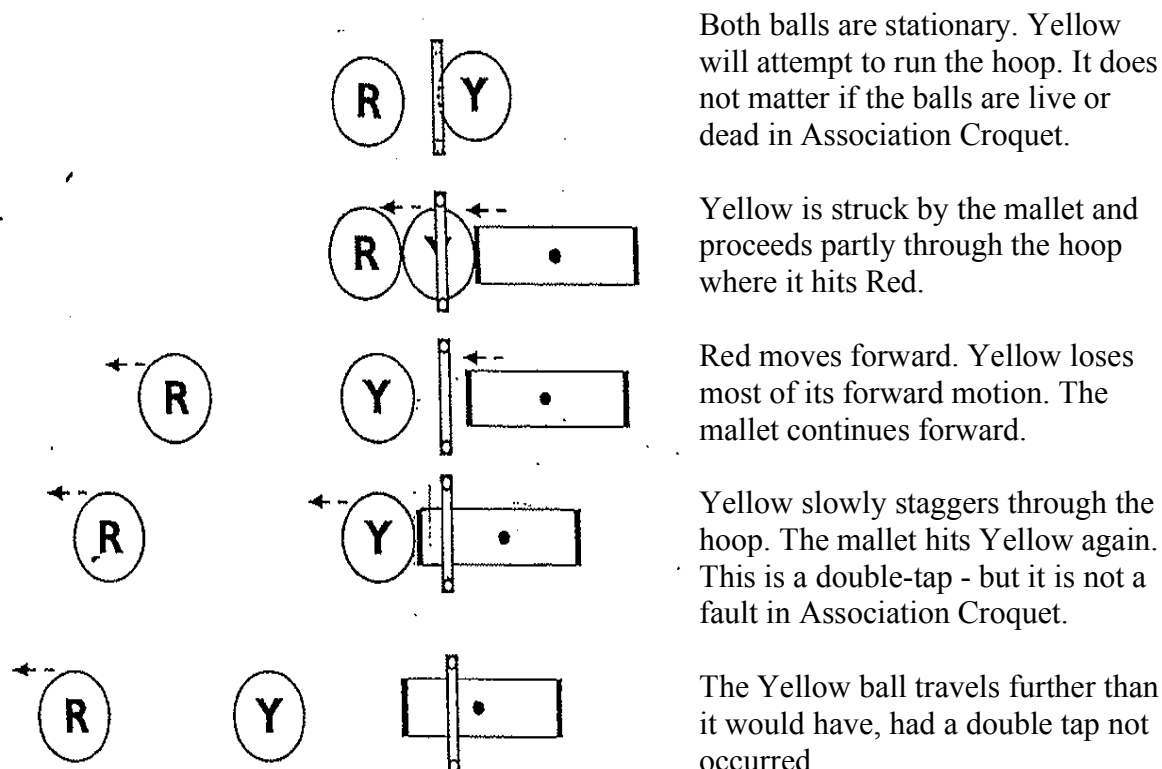 Both balls are stationary. Yellow
will attempt to run the hoop. It does
not matter if the balls are live or
dead in Association Croquet.
R Y
Yellow is struck by the mallet and
proceeds partly through the hoop
where it hits Red.
R Y
Red moves forward. Yellow loses
most of its forward motion. The
mallet continues forward.
R Y
Yellow slowly staggers through the
hoop. The mallet hits Yellow again.
This is a double-tap - but it is not a
fault in Association Croquet.
R Y
The Yellow ball travels further than
it would have, had a double tap not
occurred
R Y